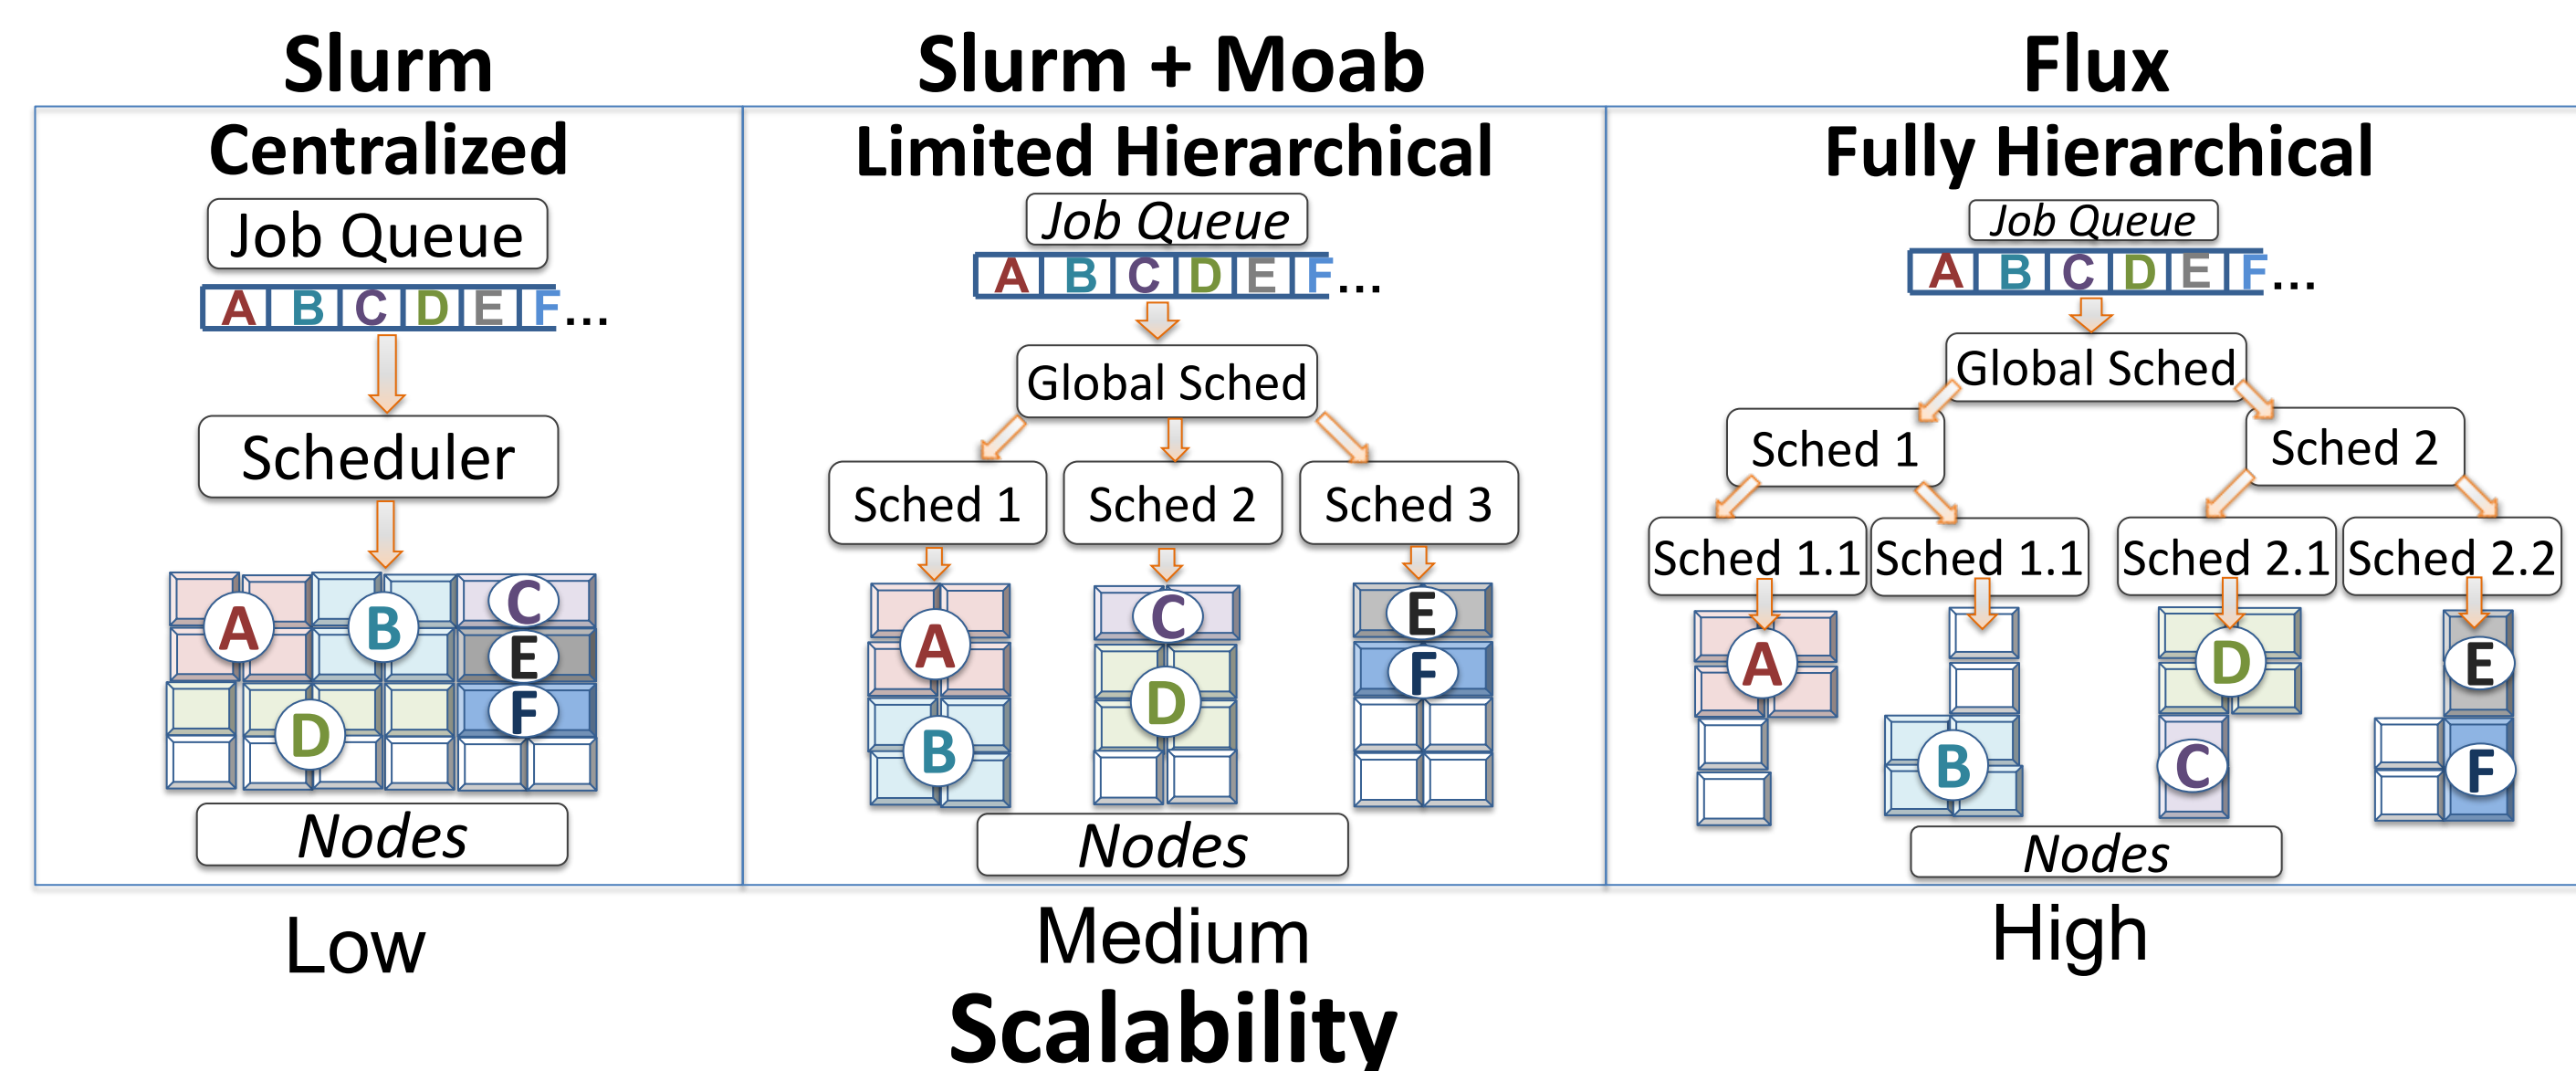 Slurm
Centralized
Job Queue
A B C D E F...
Scheduler
A B C
E
D F
Nodes
Low
Slurm + Moab
Limited Hierarchical
Job Queue
A B C D E F...
Global Sched
Sched 1 Sched 2 Sched 3
A C E
B D F
Nodes
Medium
Flux
Fully Hierarchical
Job Queue
A B C D E F...
Global Sched
Sched 1 Sched 2
Sched 1.1 Sched 1.1 Sched 2.1 Sched 2.2
A D E
B C F
Nodes
High
Scalability